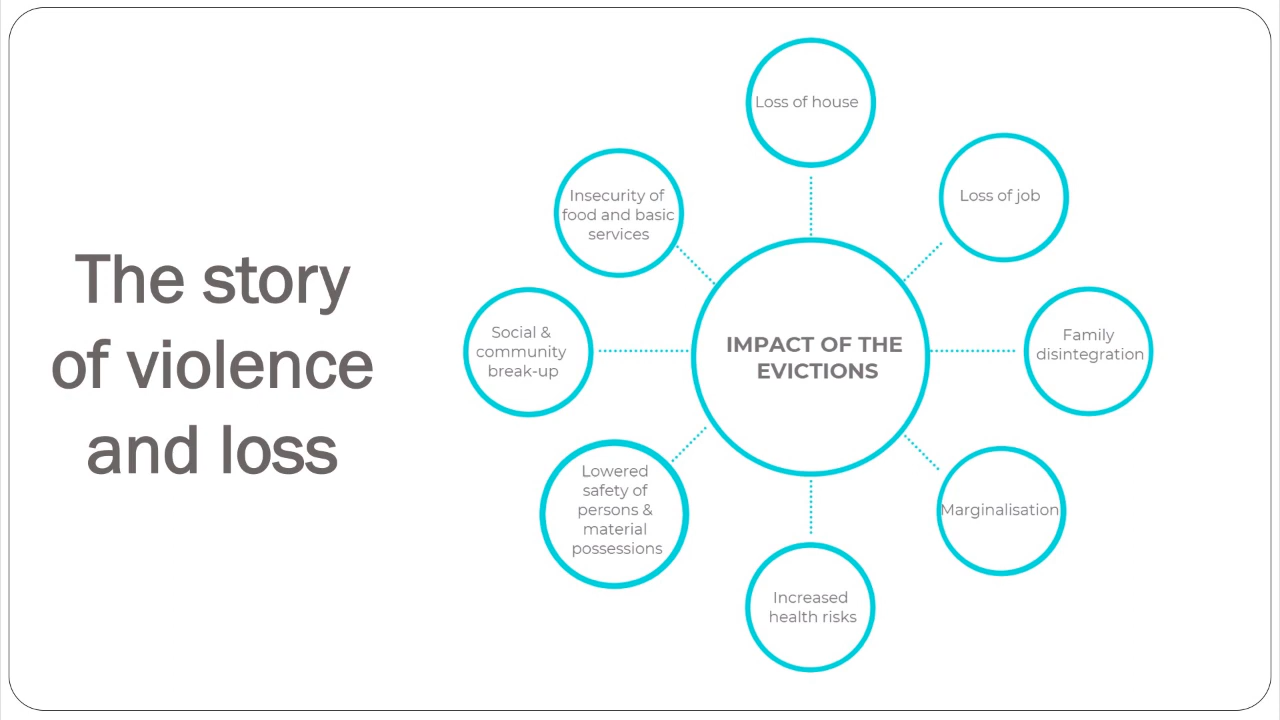 The story
of violence
and loss
Loss of house
Loss of job
Family
disintegration
Marginalisation
Increased
health risks
Lowered
safety of
persons &
material
possessions
Social &
community
break-up
Insecurity of
food and basic
services
IMPACT OF THE
EVICTIONS